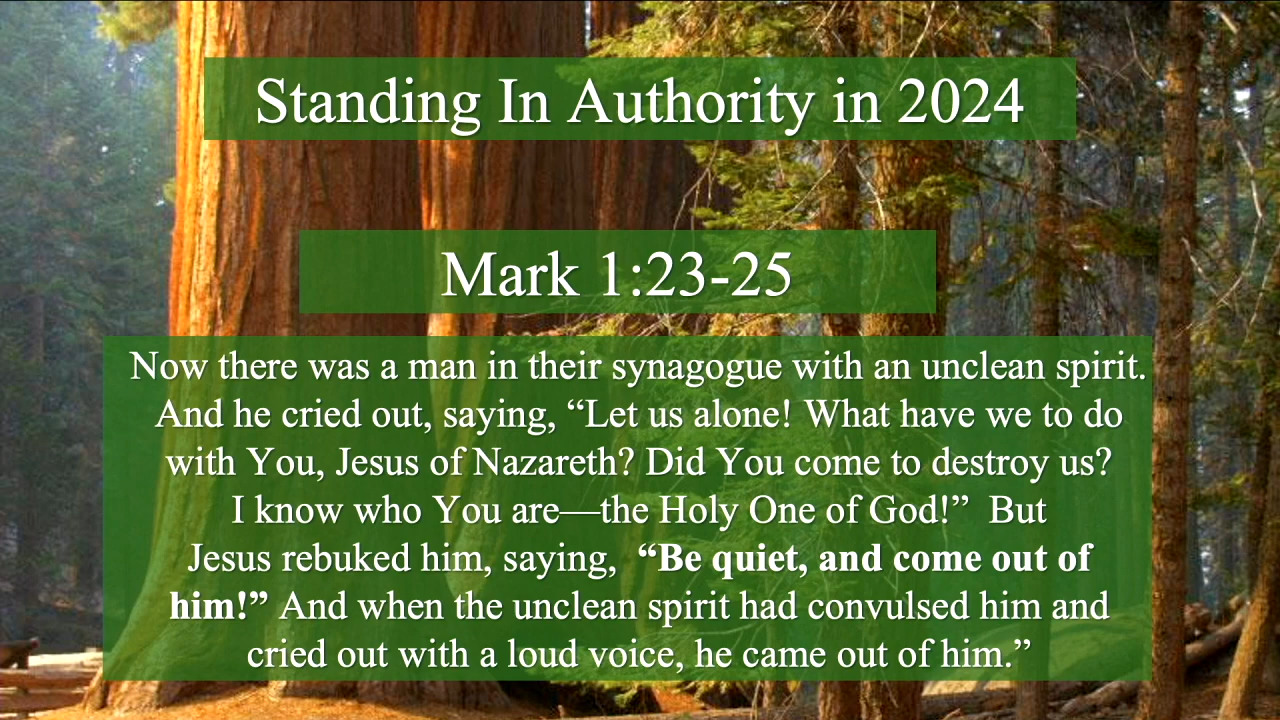 Standing In Authority in 2024
Mark 1:23-25
Now there was a man in their synagogue with an unclean spirit.
And he cried out, saying, “Let us alone! What have we to do
with You, Jesus of Nazareth? Did You come to destroy us?
I know who You are—the Holy One of God!”  But
Jesus rebuked him, saying,  “Be quiet, and come out of
him!” And when the unclean spirit had convulsed him and
cried out with a loud voice, he came out of him.”